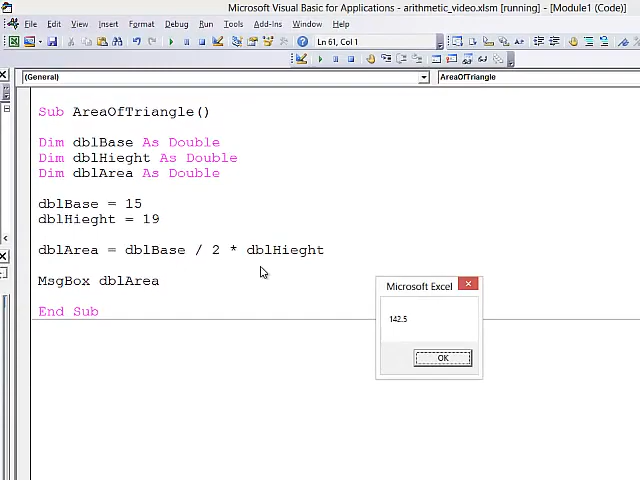 Microsoft Visual Basic for Applications - arithmetic_video.xlsm [running] - [Module1 (Code)]
File Edit View Insert Format Debug Run Tools Add-Ins Window Help
Ln 61, Col 1
(General) AreaOfTriangle
Sub AreaOfTriangle()
Dim dblBase As Double
Dim dblHieght As Double
Dim dblArea As Double
dblBase = 15
dblHieght = 19
dblArea = dblBase / 2 * dblHieght
MsgBox dblArea
End Sub
Microsoft Excel
142.5
OK